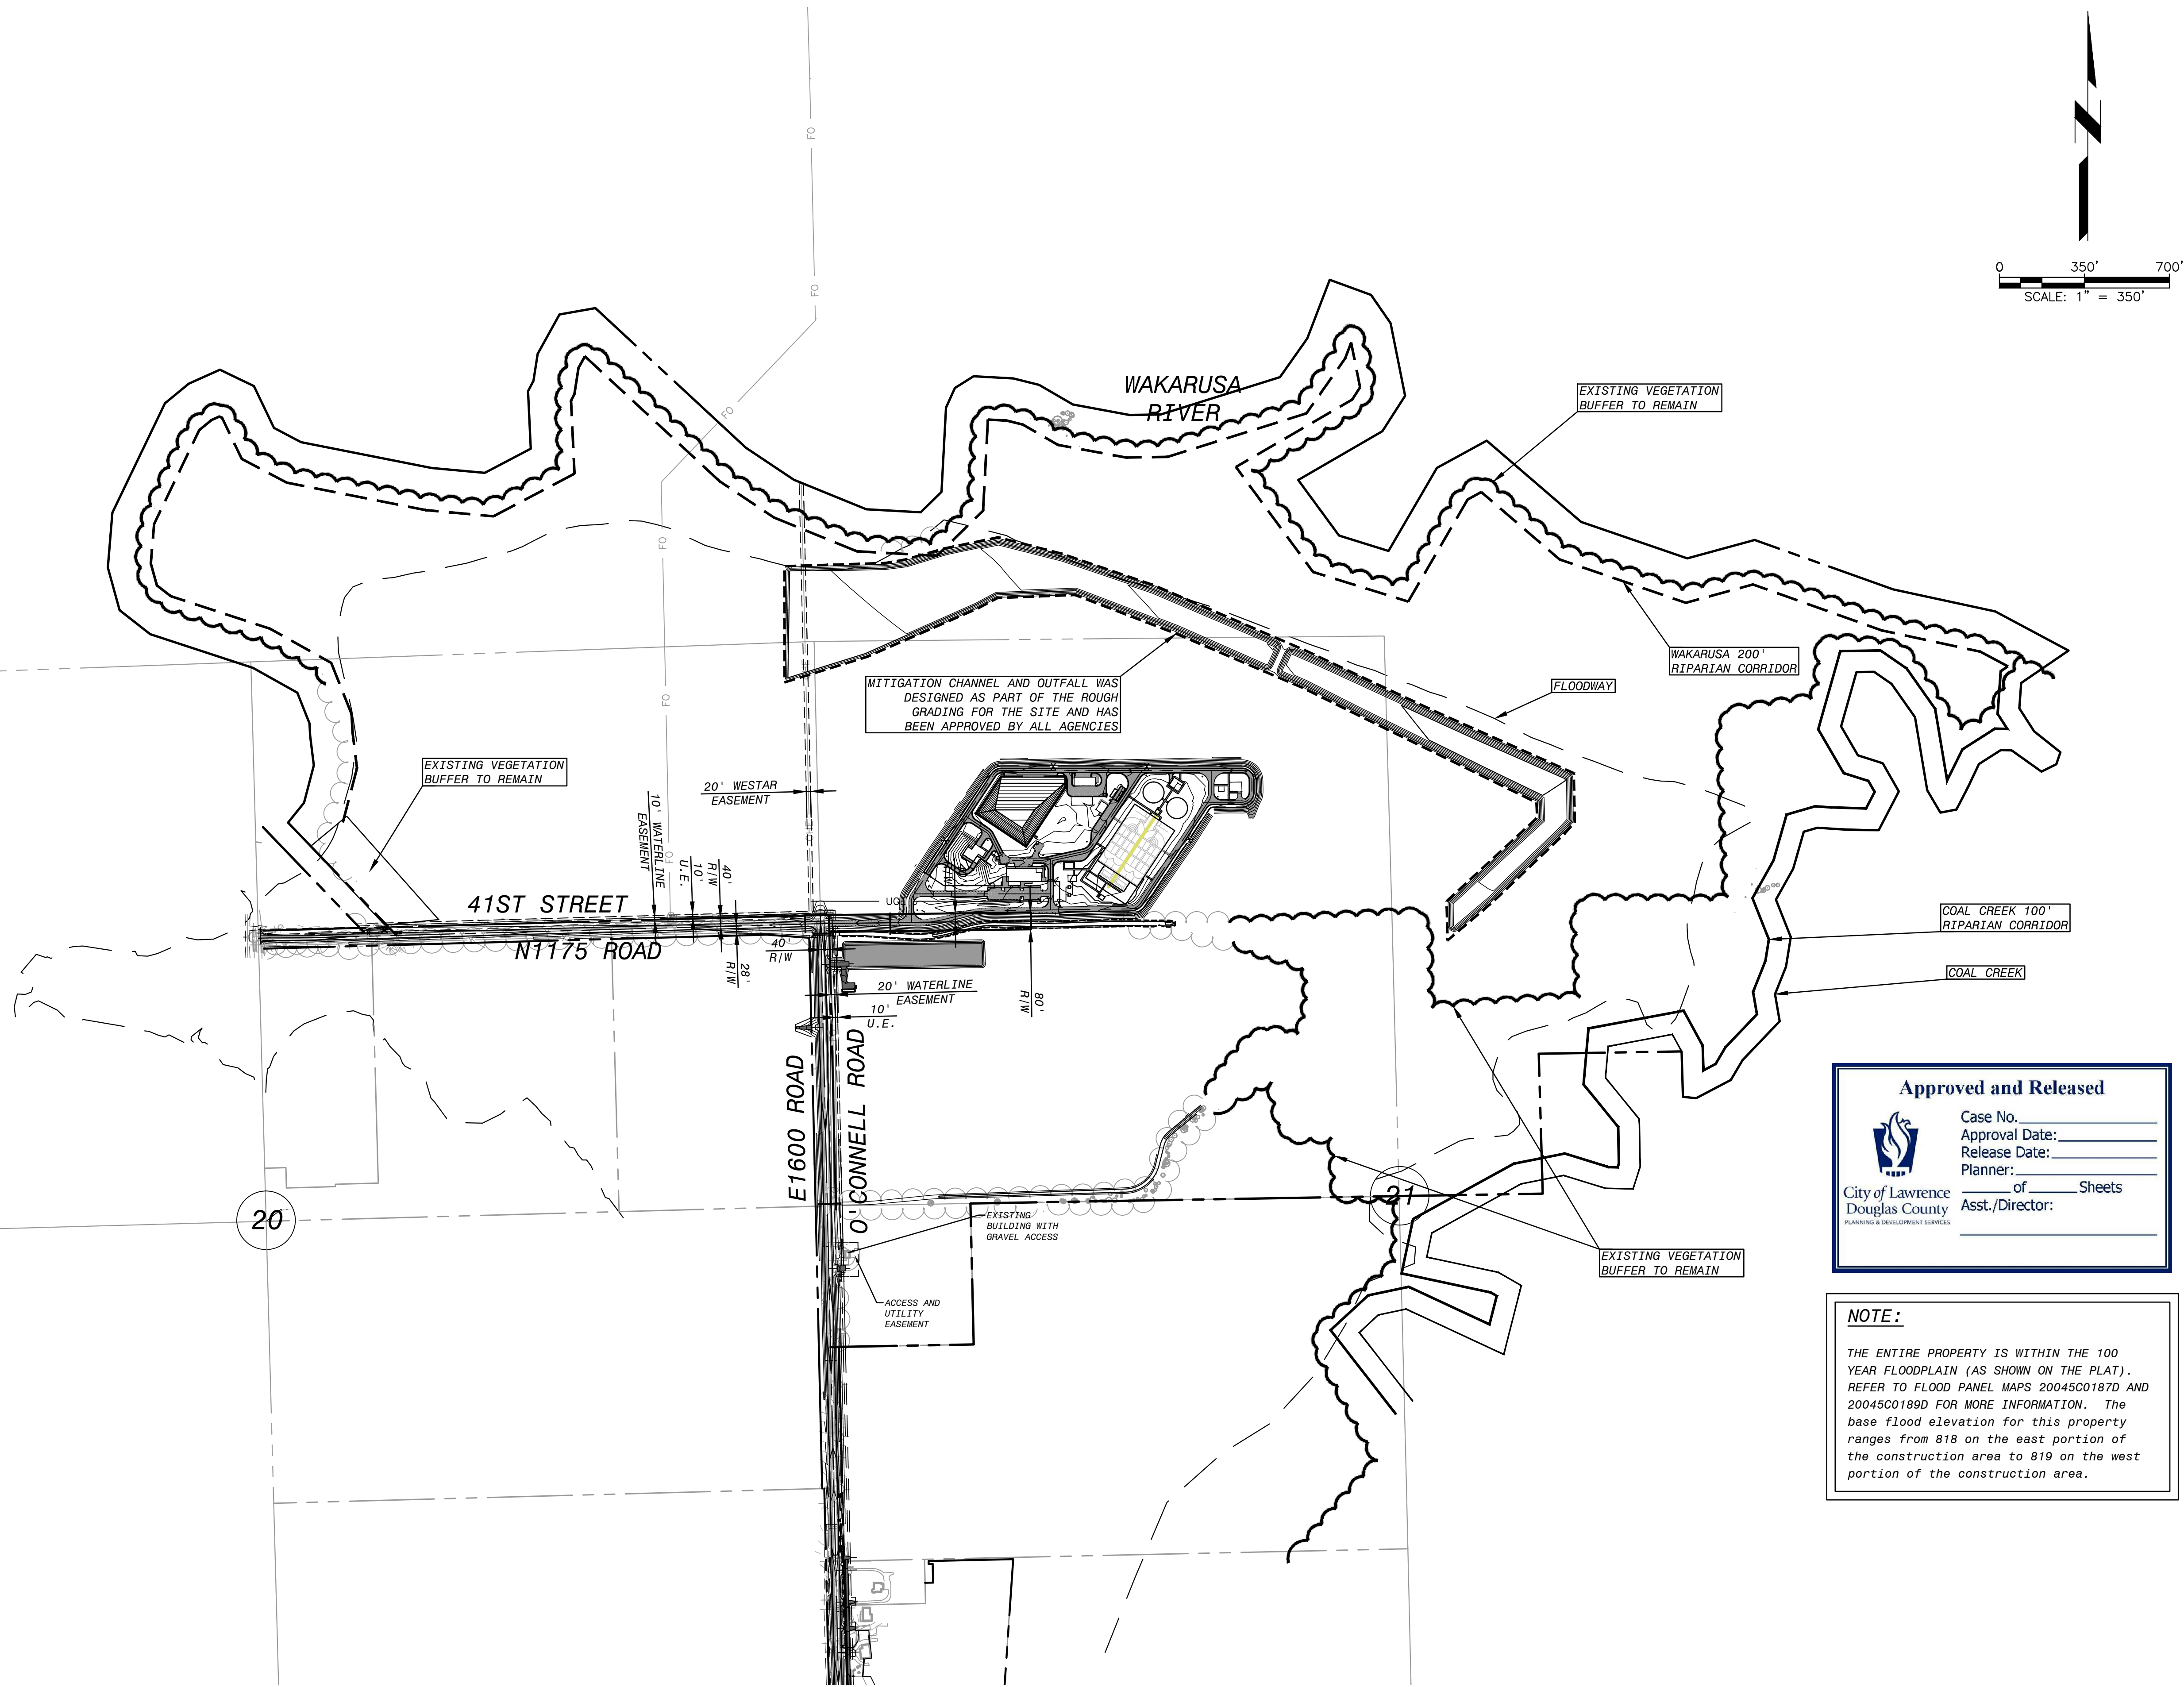 N
0 350' 700'
SCALE: 1" = 350'
FO
FO
FO
FO
FO
FO
WAKARUSA
RIVER
EXISTING VEGETATION
BUFFER TO REMAIN
WAKARUSA 200'
RIPARIAN CORRIDOR
FLOODWAY
MITIGATION CHANNEL AND OUTFALL WAS
DESIGNED AS PART OF THE ROUGH
GRADING FOR THE SITE AND HAS
BEEN APPROVED BY ALL AGENCIES
EXISTING VEGETATION
BUFFER TO REMAIN
20' WESTAR
EASEMENT
10' WATERLINE
EASEMENT
10'
U.E.
40'
R/W
UGE
41ST STREET
N1175 ROAD
40'
R/W
28'
R/W
20' WATERLINE
EASEMENT
10'
U.E.
80'
R/W
COAL CREEK 100'
RIPARIAN CORRIDOR
COAL CREEK
E1600 ROAD
O'CONNELL ROAD
20
21
EXISTING
BUILDING WITH
GRAVEL ACCESS
ACCESS AND
UTILITY
EASEMENT
EXISTING VEGETATION
BUFFER TO REMAIN
Approved and Released
Case No.
Approval Date:
Release Date:
Planner:
of Sheets
Asst./Director:
City of Lawrence
Douglas County
PLANNING & DEVELOPMENT SERVICES
NOTE:
THE ENTIRE PROPERTY IS WITHIN THE 100
YEAR FLOODPLAIN (AS SHOWN ON THE PLAT).
REFER TO FLOOD PANEL MAPS 20045C0187D AND
20045C0189D FOR MORE INFORMATION. The
base flood elevation for this property
ranges from 818 on the east portion of
the construction area to 819 on the west
portion of the construction area.